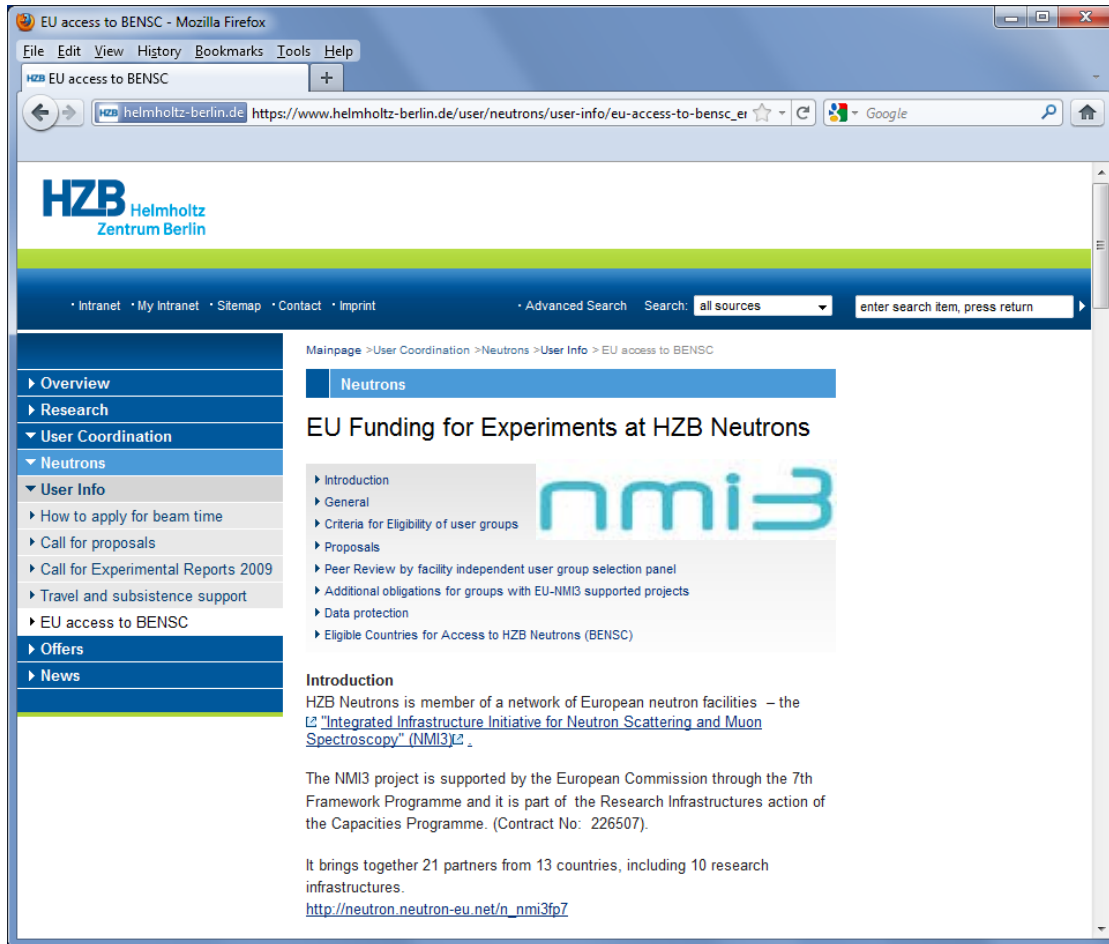 EU access to BENSC - Mozilla Firefox
File Edit View History Bookmarks Tools Help
HZB EU access to BENSC
+
HZB helmholtz-berlin.de https://www.helmholtz-berlin.de/user/neutrons/user-info/eu-access-to-bensc_er
Google
HZB Helmholtz
Zentrum Berlin
· Intranet · My Intranet · Sitemap · Contact · Imprint · Advanced Search Search: all sources enter search item, press return
Mainpage >User Coordination >Neutrons >User Info > EU access to BENSC
Overview
Research
User Coordination
Neutrons
User Info
How to apply for beam time
Call for proposals
Call for Experimental Reports 2009
Travel and subsistence support
EU access to BENSC
Offers
News
Neutrons
EU Funding for Experiments at HZB Neutrons
nmi3
Introduction
General
Criteria for Eligibility of user groups
Proposals
Peer Review by facility independent user group selection panel
Additional obligations for groups with EU-NMI3 supported projects
Data protection
Eligible Countries for Access to HZB Neutrons (BENSC)
Introduction
HZB Neutrons is member of a network of European neutron facilities – the
"Integrated Infrastructure Initiative for Neutron Scattering and Muon
Spectroscopy" (NMI3) .
The NMI3 project is supported by the European Commission through the 7th
Framework Programme and it is part of the Research Infrastructures action of
the Capacities Programme. (Contract No: 226507).
It brings together 21 partners from 13 countries, including 10 research
infrastructures.
http://neutron.neutron-eu.net/n_nmi3fp7